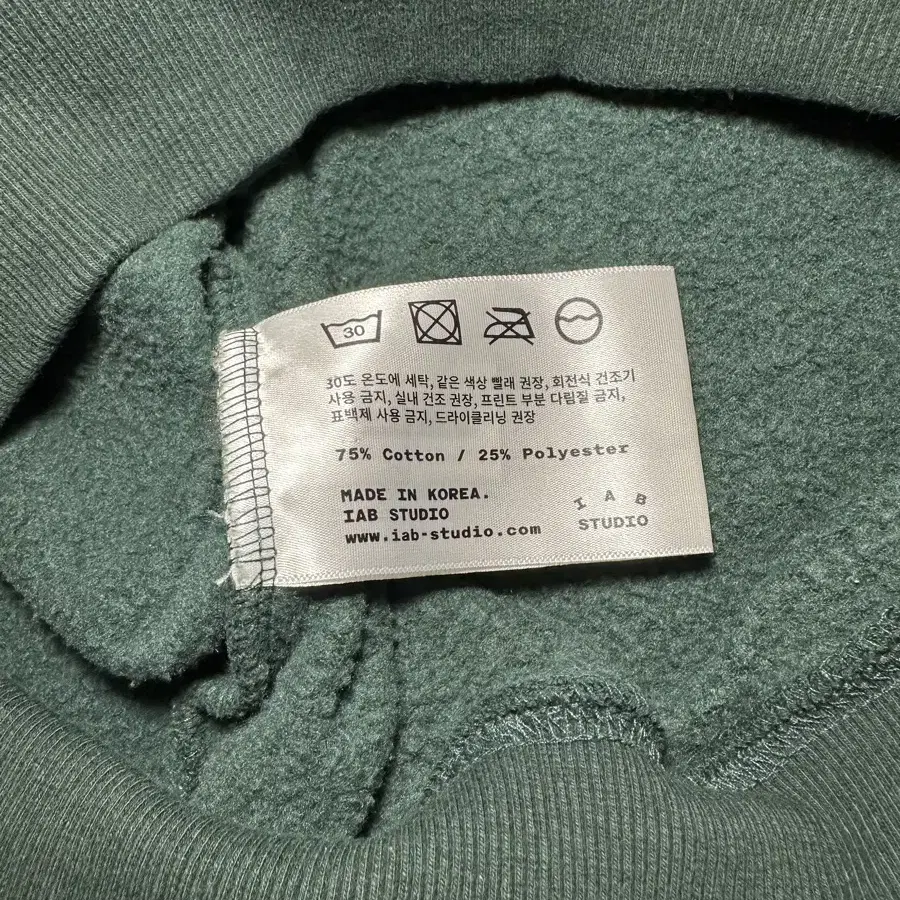 30
30도 온도에 세탁, 같은 색상 빨래 권장, 회전식 건조기
사용 금지, 실내 건조 권장, 프린트 부분 다림질 금지,
표백제 사용 금지, 드라이클리닝 권장
75% Cotton / 25% Polyester
MADE IN KOREA.
IAB STUDIO
www.iab-studio.com
I A B
STUDIO